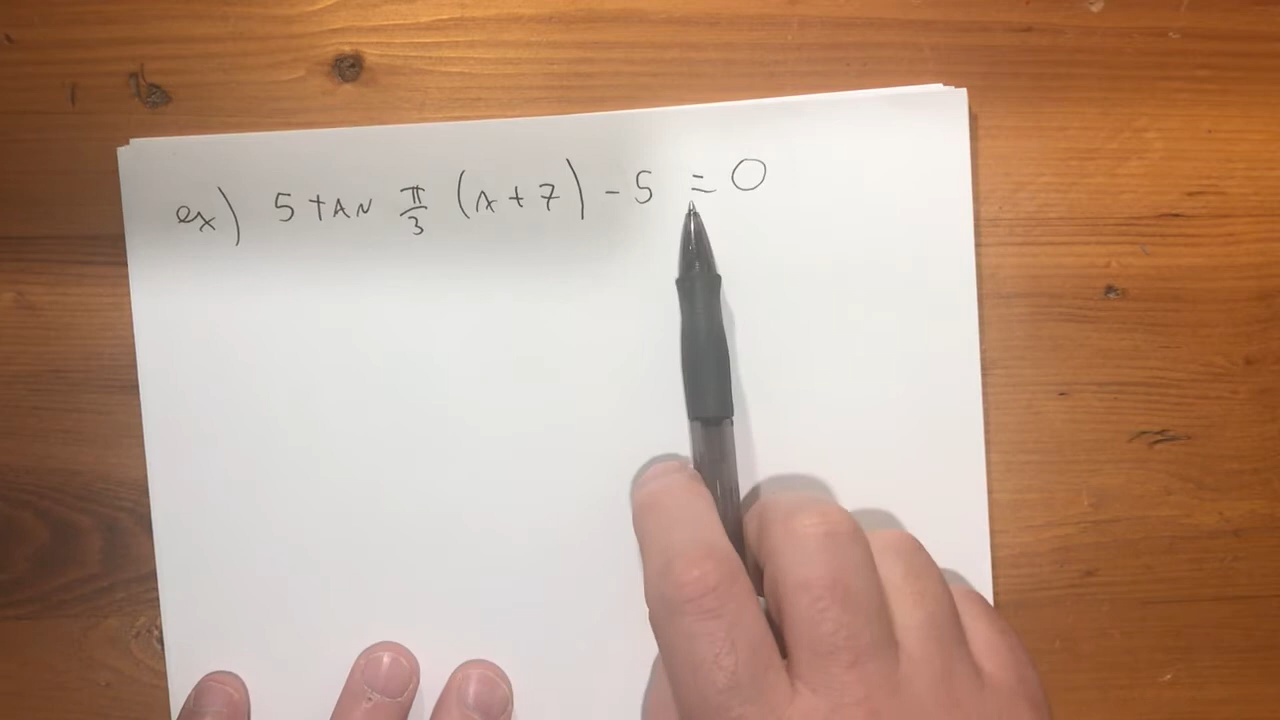 ex) 5 tan π/3 (x + 7) - 5 = 0